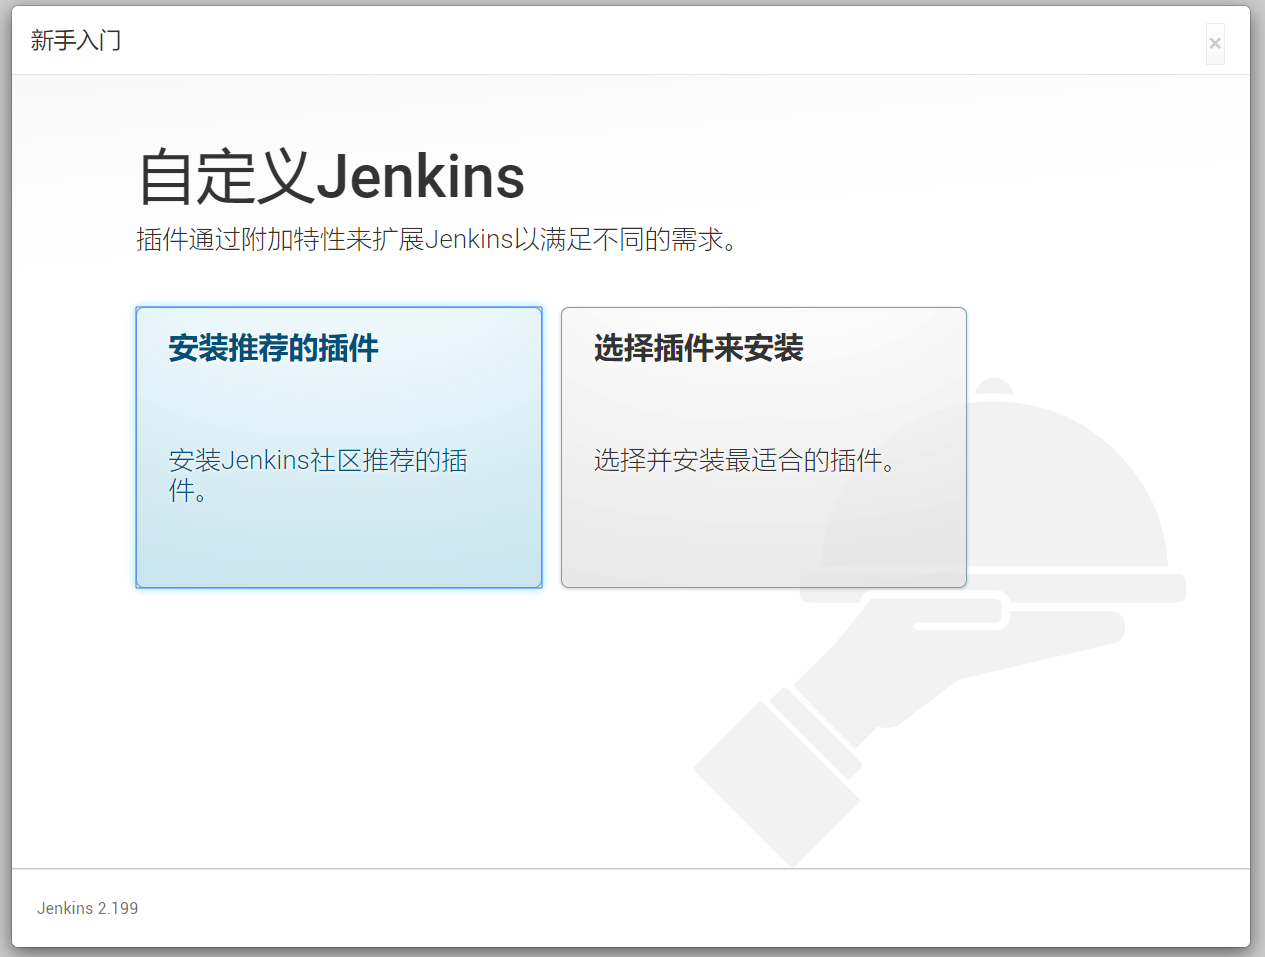 新手入门
×
自定义Jenkins
插件通过附加特性来扩展Jenkins以满足不同的需求。
安装推荐的插件
安装Jenkins社区推荐的插
件。
选择插件来安装
选择并安装最适合的插件。
Jenkins 2.199